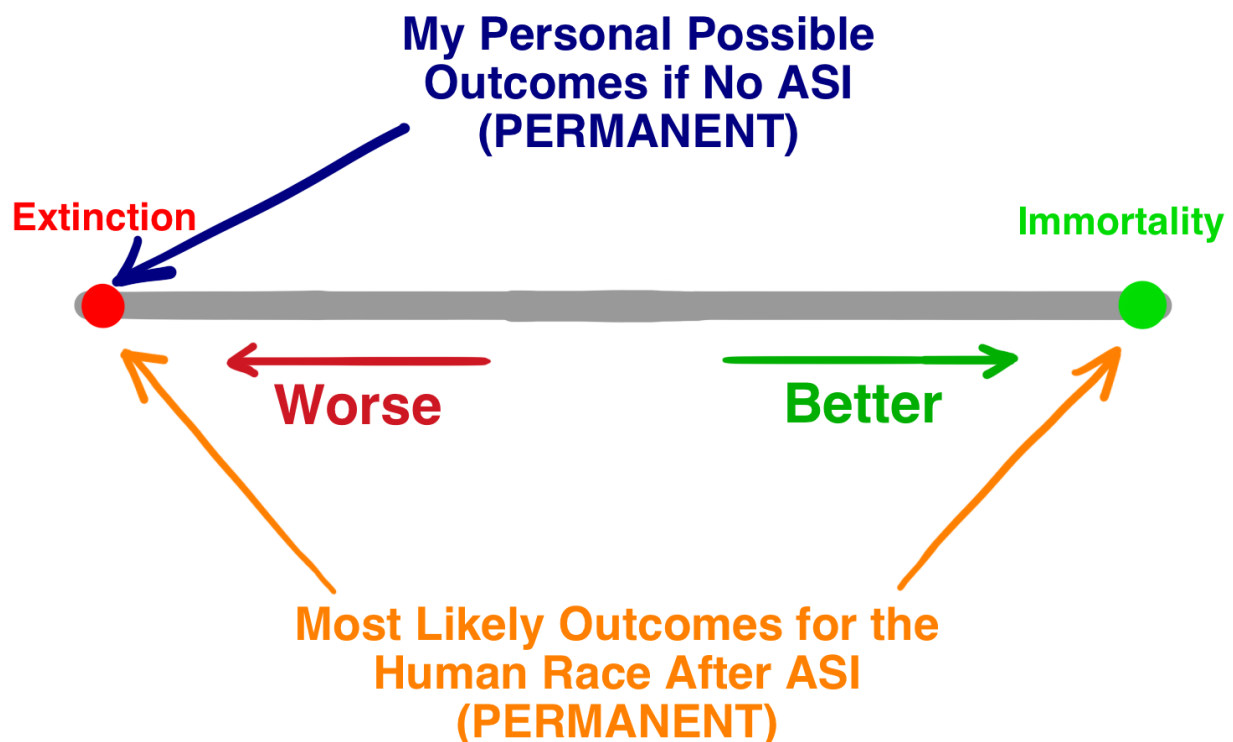 My Personal Possible
Outcomes if No ASI
(PERMANENT)
Extinction
Immortality
Worse
Better
Most Likely Outcomes for the
Human Race After ASI
(PERMANENT)